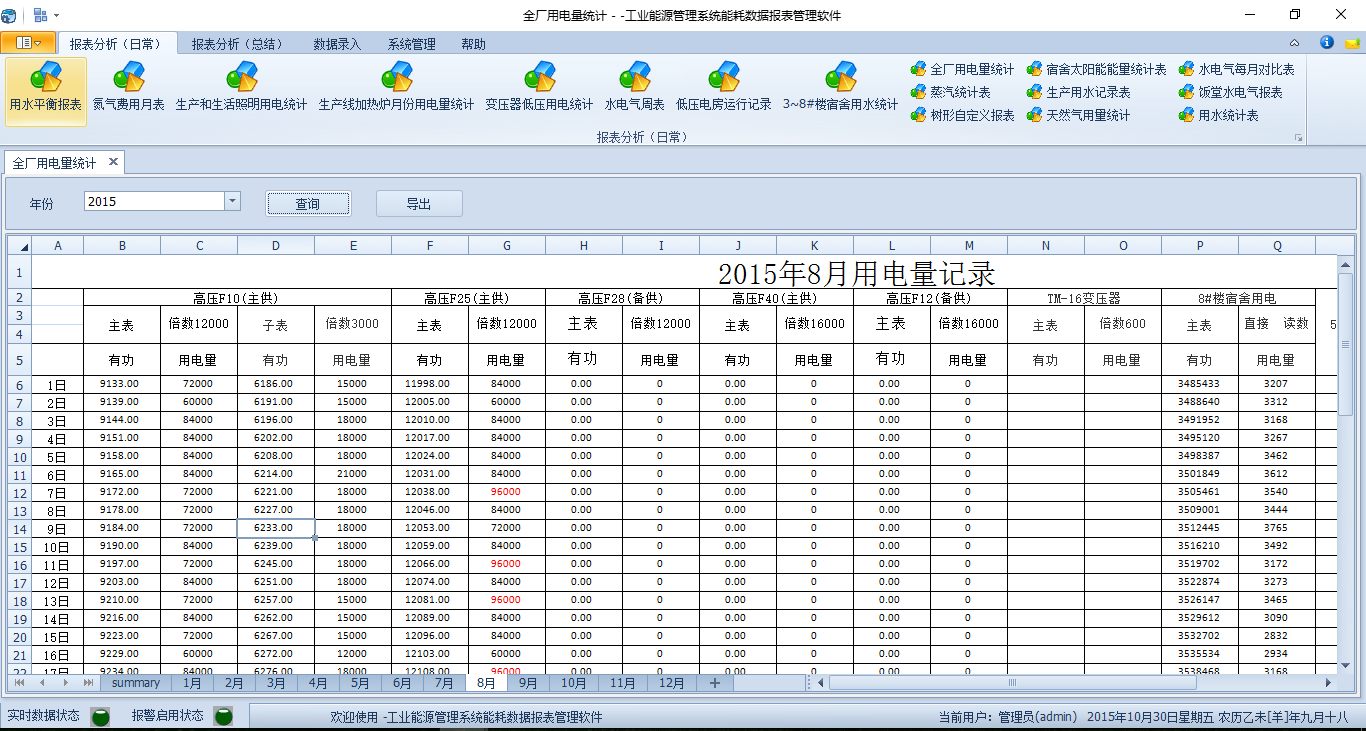 全厂用电量统计 - -工业能源管理系统能耗数据报表管理软件
报表分析（日常） 报表分析（总结） 数据录入 系统管理 帮助
用水平衡报表 氮气费用月表 生产和生活照明用电统计 生产线加热炉月份用电量统计 变压器低压用电统计 水电气周表 低压电房运行记录 3~8#楼宿舍用水统计
全厂用电量统计 宿舍太阳能能量统计表 水电气每月对比表
蒸汽统计表 生产用水记录表 饭堂水电气报表
树形自定义报表 天然气用量统计 用水统计表
报表分析（日常）
全厂用电量统计
年份 2015 查询 导出
A B C D E F G H I J K L M N O P Q
1 2015年8月用电量记录
2 高压F10(主供) 高压F25(主供) 高压F28(备供) 高压F40(主供) 高压F12(备供) TM-16变压器 8#楼宿舍用电
3
4 主表 倍数12000 子表 倍数3000 主表 倍数12000 主表 倍数12000 主表 倍数16000 主表 倍数16000 主表 倍数600 主表 直接 读数 5
5 有功 用电量 有功 用电量 有功 用电量 有功 用电量 有功 用电量 有功 用电量 有功 用电量 有功 用电量
6 1日 9133.00 72000 6186.00 15000 11998.00 84000 0.00 0 0.00 0 0.00 0 3485433 3207
7 2日 9139.00 60000 6191.00 15000 12005.00 60000 0.00 0 0.00 0 0.00 0 3488640 3312
8 3日 9144.00 84000 6196.00 18000 12010.00 84000 0.00 0 0.00 0 0.00 0 3491952 3168
9 4日 9151.00 84000 6202.00 18000 12017.00 84000 0.00 0 0.00 0 0.00 0 3495120 3267
10 5日 9158.00 84000 6208.00 18000 12024.00 84000 0.00 0 0.00 0 0.00 0 3498387 3462
11 6日 9165.00 84000 6214.00 21000 12031.00 84000 0.00 0 0.00 0 0.00 0 3501849 3612
12 7日 9172.00 72000 6221.00 18000 12038.00 96000 0.00 0 0.00 0 0.00 0 3505461 3540
13 8日 9178.00 72000 6227.00 18000 12046.00 84000 0.00 0 0.00 0 0.00 0 3509001 3444
14 9日 9184.00 72000 6233.00 18000 12053.00 72000 0.00 0 0.00 0 0.00 0 3512445 3765
15 10日 9190.00 84000 6239.00 18000 12059.00 84000 0.00 0 0.00 0 0.00 0 3516210 3492
16 11日 9197.00 72000 6245.00 18000 12066.00 96000 0.00 0 0.00 0 0.00 0 3519702 3172
17 12日 9203.00 84000 6251.00 18000 12074.00 84000 0.00 0 0.00 0 0.00 0 3522874 3273
18 13日 9210.00 72000 6257.00 15000 12081.00 96000 0.00 0 0.00 0 0.00 0 3526147 3465
19 14日 9216.00 84000 6262.00 15000 12089.00 84000 0.00 0 0.00 0 0.00 0 3529612 3090
20 15日 9223.00 72000 6267.00 15000 12096.00 84000 0.00 0 0.00 0 0.00 0 3532702 2832
21 16日 9229.00 60000 6272.00 12000 12103.00 60000 0.00 0 0.00 0 0.00 0 3535534 2934
22 17日 9234.00 84000 6276.00 18000 12108.00 96000 0.00 0 0.00 0 0.00 0 3538468 3168
summary 1月 2月 3月 4月 5月 6月 7月 8月 9月 10月 11月 12月
实时数据状态 报警启用状态 欢迎使用 -工业能源管理系统能耗数据报表管理软件 当前用户：管理员(admin) 2015年10月30日星期五 农历乙未[羊]年九月十八